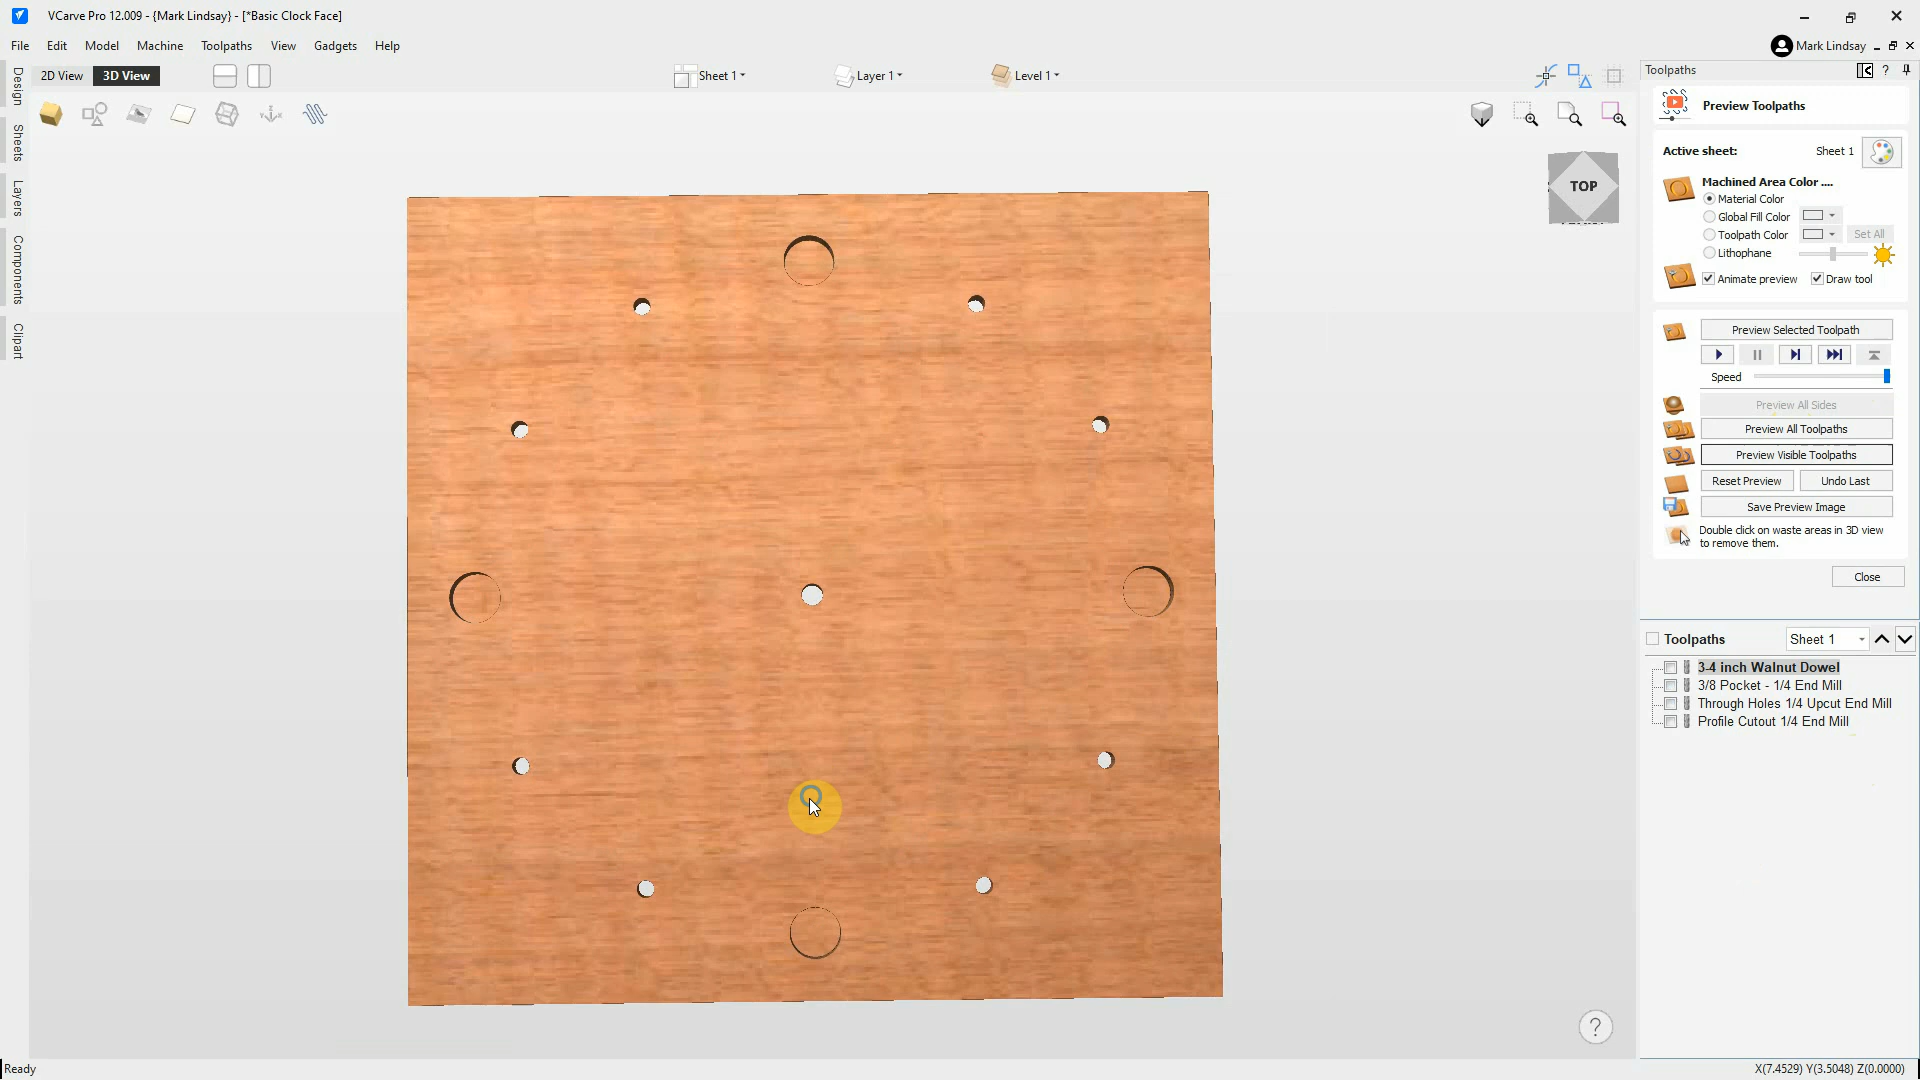 VCarve Pro 12.009 - {Mark Lindsay} - [*Basic Clock Face]
File Edit Model Machine Toolpaths View Gadgets Help
Mark Lindsay
2D View 3D View
Sheet 1
Layer 1
Level 1
Design
Sheets
Layers
Components
Clipart
TOP
Toolpaths
?
Preview Toolpaths
Active sheet: Sheet 1
Machined Area Color ....
Material Color
Global Fill Color
Toolpath Color Set All
Lithophane
Animate preview Draw tool
Preview Selected Toolpath
Speed
Preview All Sides
Preview All Toolpaths
Preview Visible Toolpaths
Reset Preview Undo Last
Save Preview Image
Double click on waste areas in 3D view
to remove them.
Close
Toolpaths Sheet 1
3-4 inch Walnut Dowel
3/8 Pocket - 1/4 End Mill
Through Holes 1/4 Upcut End Mill
Profile Cutout 1/4 End Mill
?
Ready
X(7.4529) Y(3.5048) Z(0.0000)